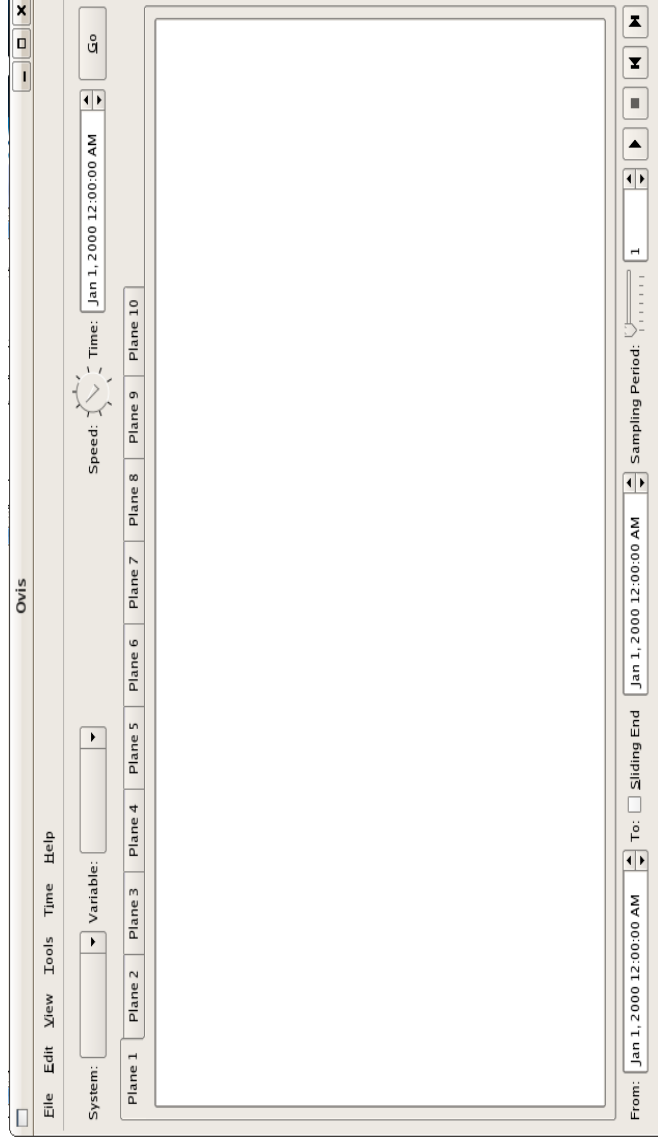 Ovis
File Edit View Tools Time Help
System: Variable: Speed: Time: Jan 1, 2000 12:00:00 AM Go
Plane 1 Plane 2 Plane 3 Plane 4 Plane 5 Plane 6 Plane 7 Plane 8 Plane 9 Plane 10
From: Jan 1, 2000 12:00:00 AM To: Sliding End Jan 1, 2000 12:00:00 AM Sampling Period: 1